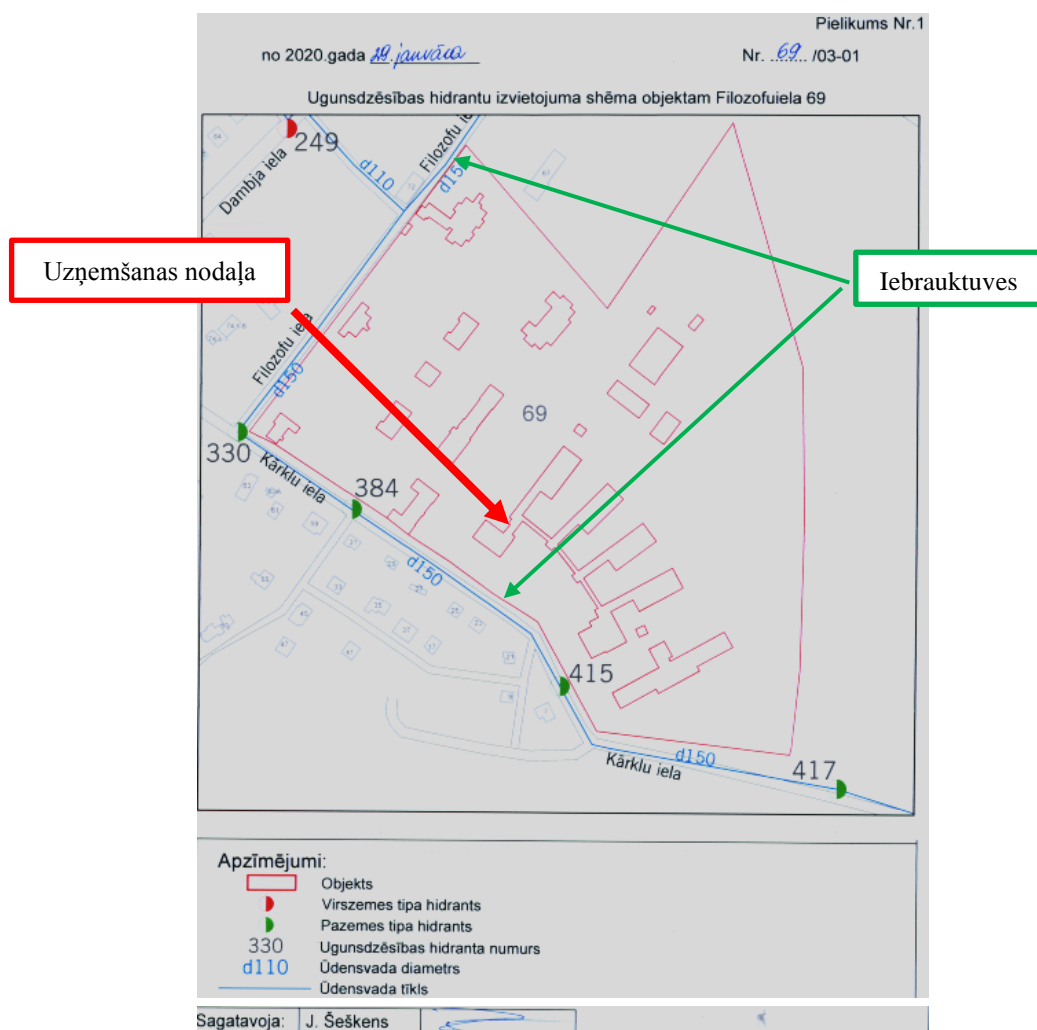 Pielikums Nr.1
no 2020.gada 29. janvāra Nr. 69 /03-01
Ugunsdzēsības hidrantu izvietojuma shēma objektam Filozofuiela 69
249
Dambja iela
d110
Filozofu ie
d15
Uzņemšanas nodaļa
Iebrauktuves
Filozofu iela
d150
69
330
Kārklu iela
384
d150
415
Kārklu iela
d150
417
Apzīmējumi:
Objekts
Virszemes tipa hidrants
Pazemes tipa hidrants
330 Ugunsdzēsības hidranta numurs
d110 Ūdensvada diametrs
Ūdensvada tīkls
Sagatavoja: J. Šeškens